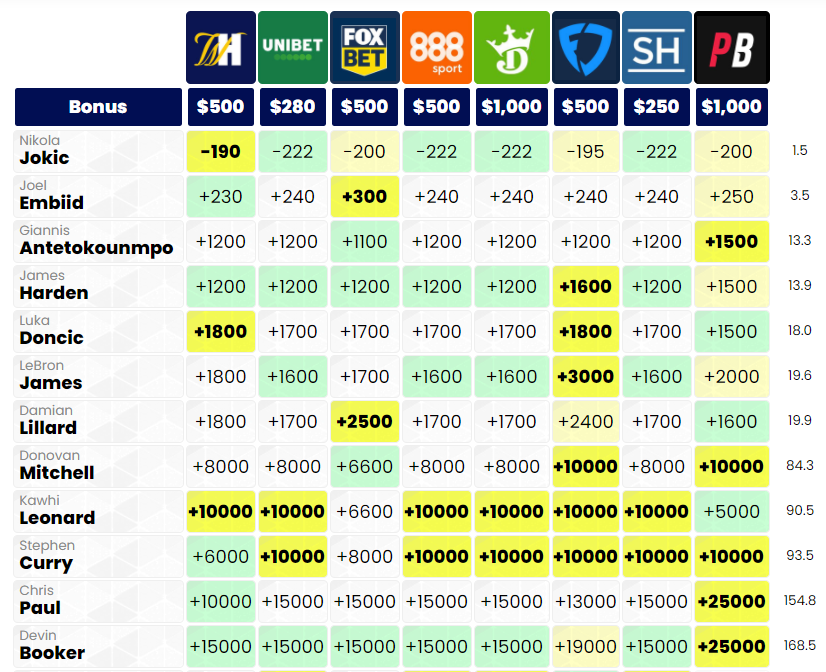 WH UNIBET FOX BET 888 sport D SH PB
Bonus $500 $280 $500 $500 $1,000 $500 $250 $1,000
Nikola
Jokic -190 -222 -200 -222 -222 -195 -222 -200 1.5
Joel
Embiid +230 +240 +300 +240 +240 +240 +240 +250 3.5
Giannis
Antetokounmpo +1200 +1200 +1100 +1200 +1200 +1200 +1200 +1500 13.3
James
Harden +1200 +1200 +1200 +1200 +1200 +1600 +1200 +1500 13.9
Luka
Doncic +1800 +1700 +1700 +1700 +1700 +1800 +1700 +1500 18.0
LeBron
James +1800 +1600 +1700 +1600 +1600 +3000 +1600 +2000 19.6
Damian
Lillard +1800 +1700 +2500 +1700 +1700 +2400 +1700 +1600 19.9
Donovan
Mitchell +8000 +8000 +6600 +8000 +8000 +10000 +8000 +10000 84.3
Kawhi
Leonard +10000 +10000 +6600 +10000 +10000 +10000 +10000 +5000 90.5
Stephen
Curry +6000 +10000 +8000 +10000 +10000 +10000 +10000 +10000 93.5
Chris
Paul +10000 +15000 +15000 +15000 +15000 +13000 +15000 +25000 154.8
Devin
Booker +15000 +15000 +15000 +15000 +15000 +19000 +15000 +25000 168.5